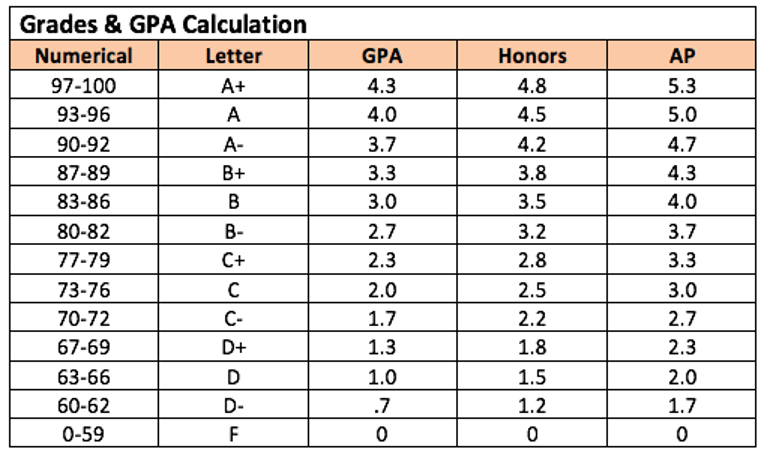 Grades & GPA Calculation
Numerical Letter GPA Honors AP
97-100 A+ 4.3 4.8 5.3
93-96 A 4.0 4.5 5.0
90-92 A- 3.7 4.2 4.7
87-89 B+ 3.3 3.8 4.3
83-86 B 3.0 3.5 4.0
80-82 B- 2.7 3.2 3.7
77-79 C+ 2.3 2.8 3.3
73-76 C 2.0 2.5 3.0
70-72 C- 1.7 2.2 2.7
67-69 D+ 1.3 1.8 2.3
63-66 D 1.0 1.5 2.0
60-62 D- .7 1.2 1.7
0-59 F 0 0 0